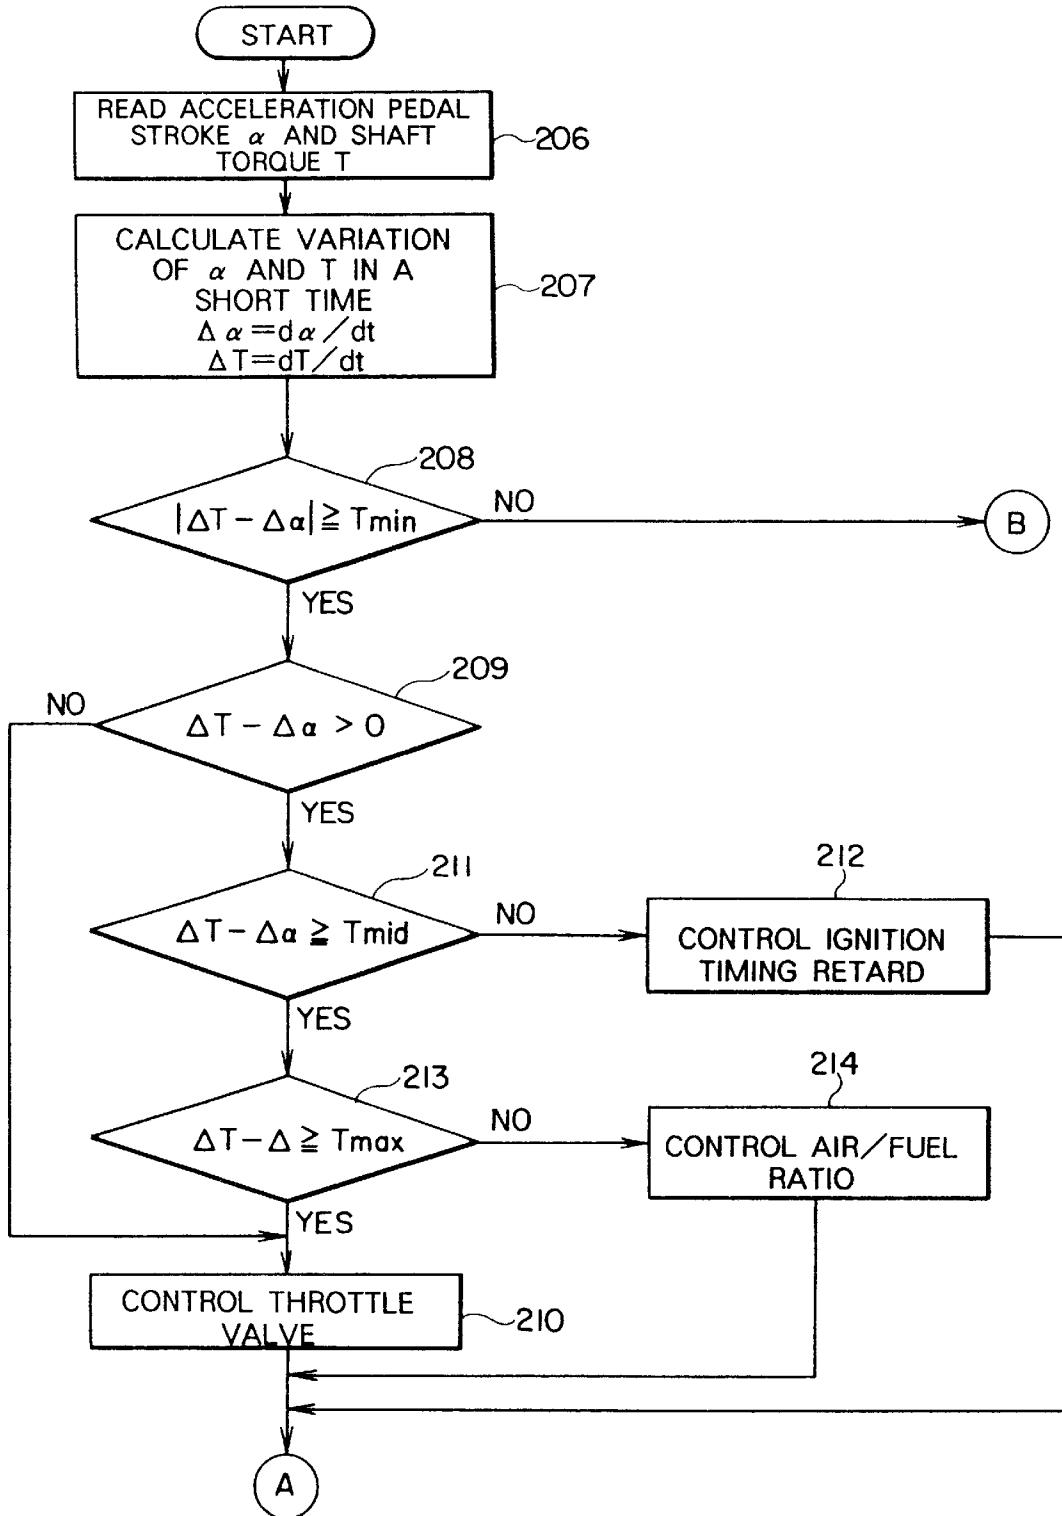 START
READ ACCELERATION PEDAL
STROKE α AND SHAFT
TORQUE T
206
CALCULATE VARIATION
OF α AND T IN A
SHORT TIME
Δα=dα/dt
ΔT=dT/dt
207
208
|ΔT-Δα|≧Tmin
NO
B
YES
209
NO
ΔT-Δα>0
YES
211
212
ΔT-Δα≧Tmid
NO
CONTROL IGNITION
TIMING RETARD
YES
213
214
ΔT-Δ≧Tmax
NO
CONTROL AIR/FUEL
RATIO
YES
CONTROL THROTTLE
VALVE
210
A